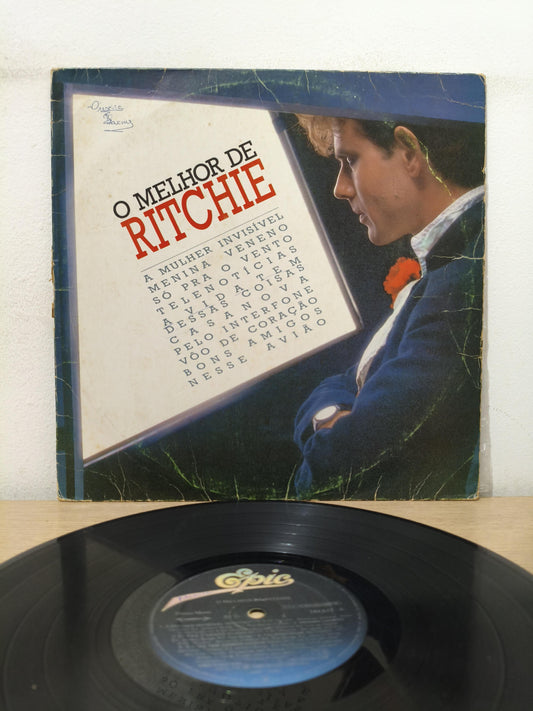 O MELHOR DE
RITCHIE
A MULHER INVISÍVEL
MENINA VENENO
SÓ PRA O VENTO
TELENOTÍCIAS
A VIDA TEM
DESSAS COISAS
CASANOVA
PELO INTERFONE
VÔO DE CORAÇÃO
BONS AMIGOS
NESSE AVIÃO
Epic